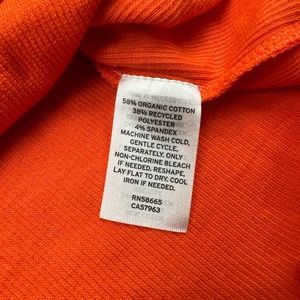 58% ORGANIC COTTON
38% RECYCLED
POLYESTER
4% SPANDEX
MACHINE WASH COLD,
GENTLE CYCLE,
SEPARATELY. ONLY
NON-CHLORINE BLEACH
IF NEEDED. RESHAPE,
LAY FLAT TO DRY. COOL
IRON IF NEEDED.
RN58665
CA57963